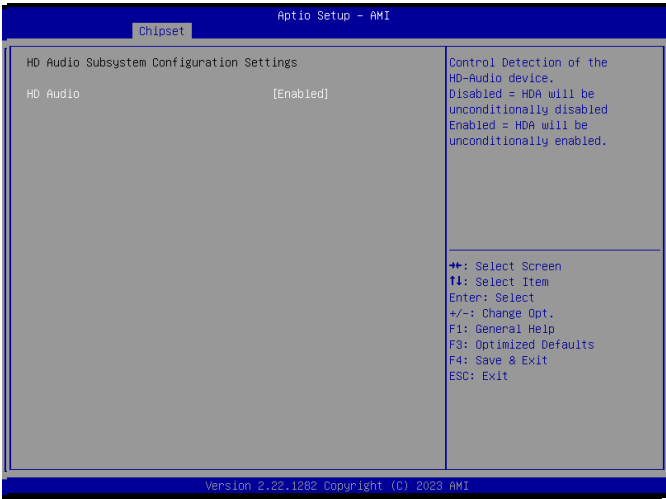 Aptio Setup – AMI
Chipset
HD Audio Subsystem Configuration Settings
HD Audio [Enabled]
Control Detection of the
HD-Audio device.
Disabled = HDA will be
unconditionally disabled
Enabled = HDA will be
unconditionally enabled.
→←: Select Screen
↑↓: Select Item
Enter: Select
+/-: Change Opt.
F1: General Help
F3: Optimized Defaults
F4: Save & Exit
ESC: Exit
Version 2.22.1282 Copyright (C) 2023 AMI